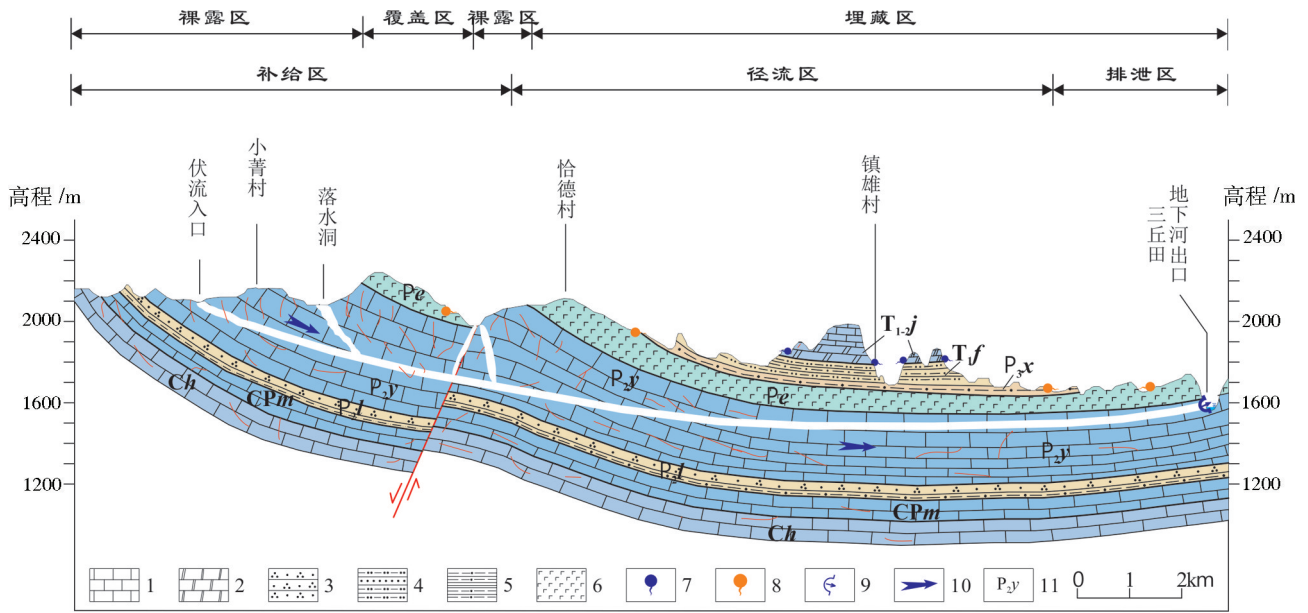 裸露区
覆盖区
裸露区
埋藏区
补给区
径流区
排泄区
伏流入口
小菁村
落水洞
恰德村
镇雄村
地下河出口
三丘田
高程 /m
高程 /m
2400
2000
1600
1200
2400
2000
1600
1200
Pe
T1-2j
T1f
P3x
P2y
Pe
Ch
CPm
P2l
P2y
P2y
P2l
CPm
Ch
1
2
3
4
5
6
7
8
9
10
P2y
11
0 1 2km